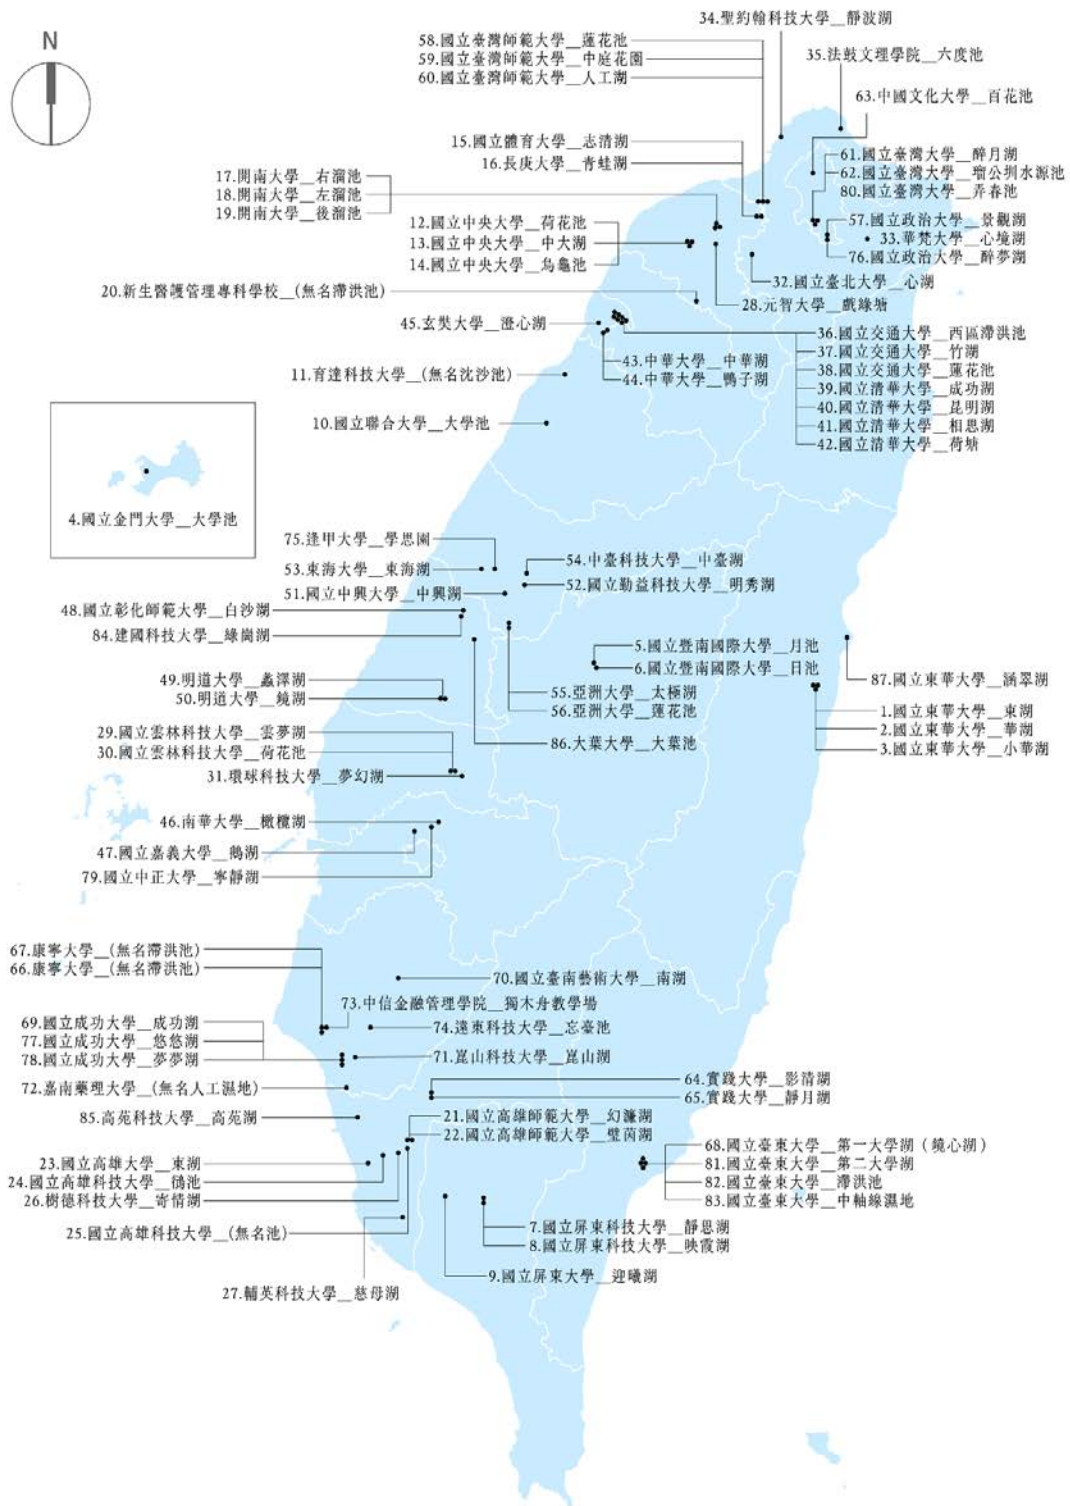 34.聖約翰科技大學__靜波湖
N
58.國立臺灣師範大學__蓮花池
59.國立臺灣師範大學__中庭花園
60.國立臺灣師範大學__人工湖
35.法鼓文理學院__六度池
63.中國文化大學__百花池
15.國立體育大學__志清湖
16.長庚大學__青蛙湖
61.國立臺灣大學__醉月湖
62.國立臺灣大學__瑠公圳水源池
80.國立臺灣大學__弄春池
17.開南大學__右溜池
18.開南大學__左溜池
19.開南大學__後溜池
12.國立中央大學__荷花池
13.國立中央大學__中大湖
14.國立中央大學__烏龜池
57.國立政治大學__景觀湖
33.華梵大學__心境湖
76.國立政治大學__醉夢湖
32.國立臺北大學__心湖
20.新生醫護管理專科學校__(無名滯洪池)
28.元智大學__戲綠塘
45.玄奘大學__澄心湖
36.國立交通大學__西區滯洪池
37.國立交通大學__竹湖
38.國立交通大學__蓮花池
39.國立清華大學__成功湖
40.國立清華大學__昆明湖
41.國立清華大學__相思湖
42.國立清華大學__荷塘
43.中華大學__中華湖
44.中華大學__鴨子湖
11.育達科技大學__(無名沈沙池)
10.國立聯合大學__大學池
4.國立金門大學__大學池
75.逢甲大學__學思園
53.東海大學__東海湖
51.國立中興大學__中興湖
54.中臺科技大學__中臺湖
52.國立勤益科技大學__明秀湖
48.國立彰化師範大學__白沙湖
84.建國科技大學__綠崗湖
5.國立暨南國際大學__月池
6.國立暨南國際大學__日池
49.明道大學__蠡澤湖
50.明道大學__鏡湖
55.亞洲大學__太極湖
56.亞洲大學__蓮花池
87.國立東華大學__涵翠湖
1.國立東華大學__東湖
2.國立東華大學__華湖
3.國立東華大學__小華湖
29.國立雲林科技大學__雲夢湖
30.國立雲林科技大學__荷花池
31.環球科技大學__夢幻湖
86.大葉大學__大葉池
46.南華大學__橄欖湖
47.國立嘉義大學__鵝湖
79.國立中正大學__寧靜湖
67.康寧大學__(無名滯洪池)
66.康寧大學__(無名滯洪池)
70.國立臺南藝術大學__南湖
73.中信金融管理學院__獨木舟教學場
69.國立成功大學__成功湖
77.國立成功大學__悠悠湖
78.國立成功大學__夢夢湖
74.遠東科技大學__忘臺池
71.崑山科技大學__崑山湖
72.嘉南藥理大學__(無名人工濕地)
64.實踐大學__影清湖
65.實踐大學__靜月湖
85.高苑科技大學__高苑湖
21.國立高雄師範大學__幻濂湖
22.國立高雄師範大學__璧茵湖
23.國立高雄大學__東湖
24.國立高雄科技大學__鴴池
26.樹德科技大學__寄情湖
25.國立高雄科技大學__(無名池)
68.國立臺東大學__第一大學湖（鏡心湖）
81.國立臺東大學__第二大學湖
82.國立臺東大學__滯洪池
83.國立臺東大學__中軸線濕地
7.國立屏東科技大學__靜思湖
8.國立屏東科技大學__映霞湖
9.國立屏東大學__迎曦湖
27.輔英科技大學__慈母湖